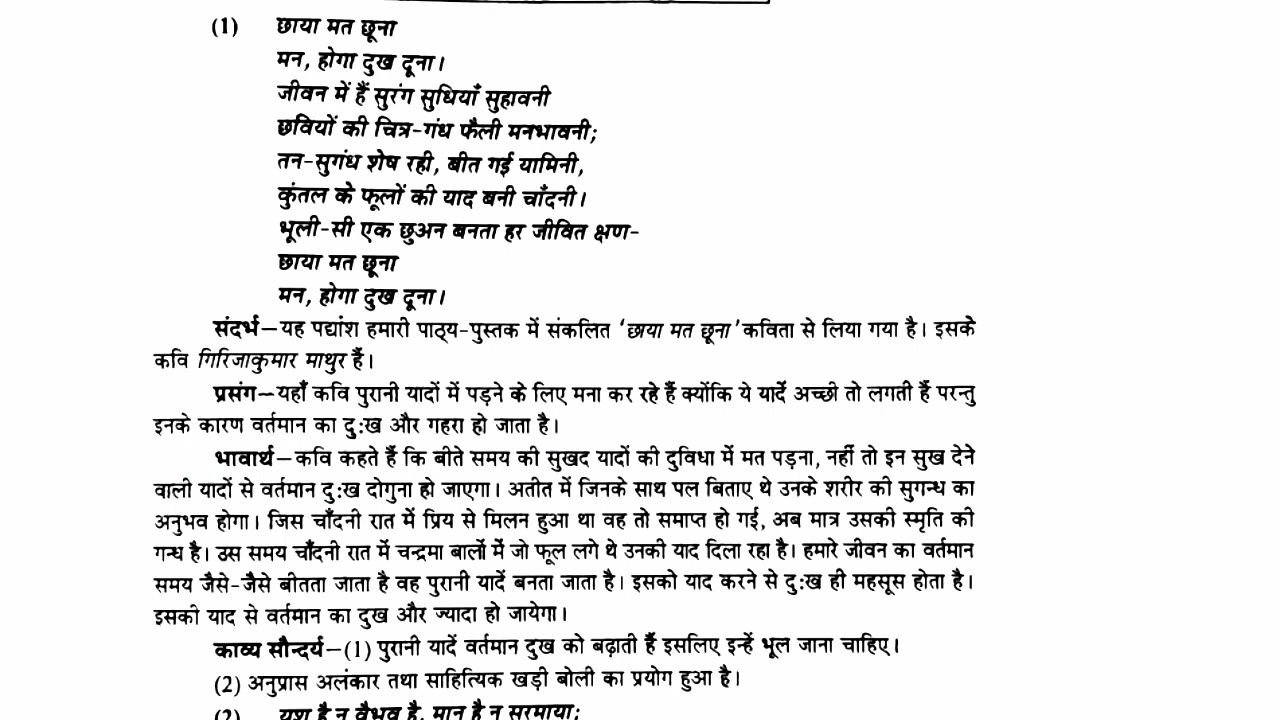 (1) छाया मत छूना
मन, होगा दुख दूना।
जीवन में हैं सुरंग सुधियाँ सुहावनी
छवियों की चित्र-गंध फैली मनभावनी;
तन-सुगंध शेष रही, बीत गई यामिनी,
कुंतल के फूलों की याद बनी चाँदनी।
भूली-सी एक छुअन बनता हर जीवित क्षण-
छाया मत छूना
मन, होगा दुख दूना।
संदर्भ–यह पद्यांश हमारी पाठ्य-पुस्तक में संकलित 'छाया मत छूना' कविता से लिया गया है। इसके
कवि गिरिजाकुमार माथुर हैं।
प्रसंग–यहाँ कवि पुरानी यादों में पड़ने के लिए मना कर रहे हैं क्योंकि ये यादें अच्छी तो लगती हैं परन्तु
इनके कारण वर्तमान का दु:ख और गहरा हो जाता है।
भावार्थ–कवि कहते हैं कि बीते समय की सुखद यादों की दुविधा में मत पड़ना, नहीं तो इन सुख देने
वाली यादों से वर्तमान दु:ख दोगुना हो जाएगा। अतीत में जिनके साथ पल बिताए थे उनके शरीर की सुगन्ध का
अनुभव होगा। जिस चाँदनी रात में प्रिय से मिलन हुआ था वह तो समाप्त हो गई, अब मात्र उसकी स्मृति की
गन्ध है। उस समय चाँदनी रात में चन्द्रमा बालों में जो फूल लगे थे उनकी याद दिला रहा है। हमारे जीवन का वर्तमान
समय जैसे-जैसे बीतता जाता है वह पुरानी यादें बनता जाता है। इसको याद करने से दु:ख ही महसूस होता है।
इसकी याद से वर्तमान का दुख और ज्यादा हो जायेगा।
काव्य सौन्दर्य–(1) पुरानी यादें वर्तमान दुख को बढ़ाती हैं इसलिए इन्हें भूल जाना चाहिए।
(2) अनुप्रास अलंकार तथा साहित्यिक खड़ी बोली का प्रयोग हुआ है।
(2) यश है न वैभव है, मान है न सरमाया;